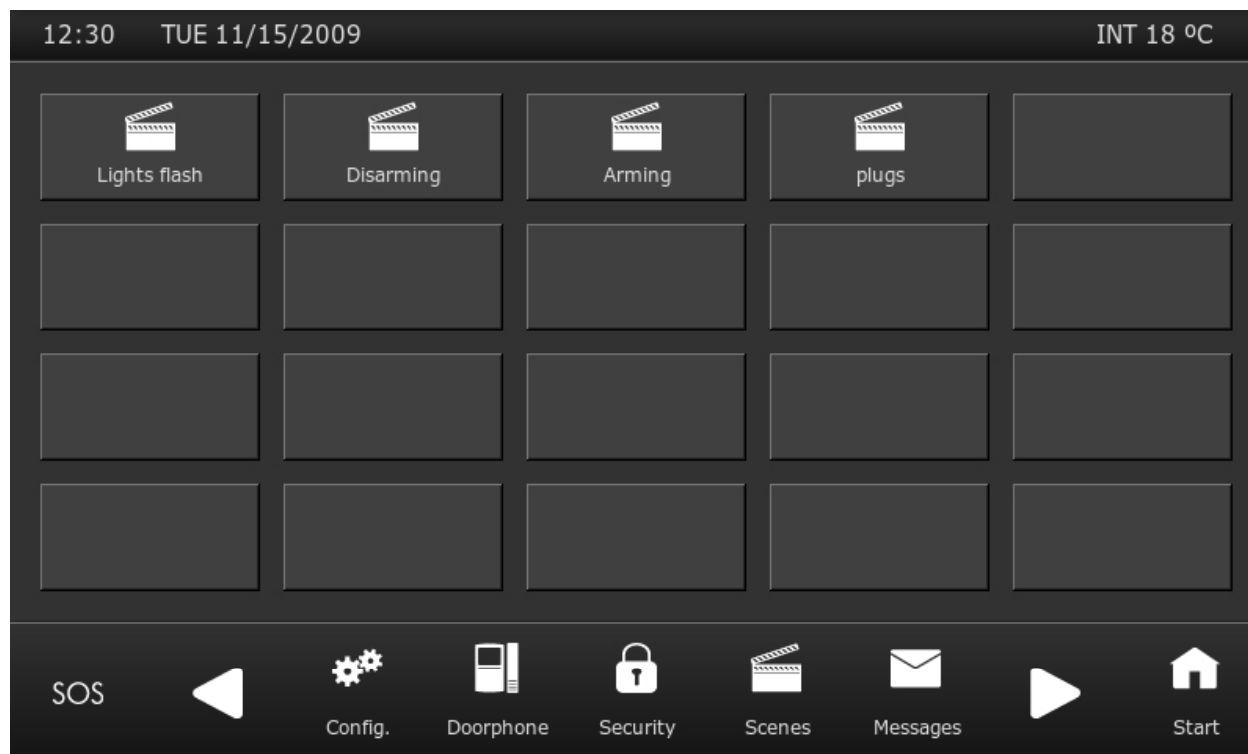 12:30 TUE 11/15/2009 INT 18 ºC
Lights flash Disarming Arming plugs
SOS
Config. Doorphone Security Scenes Messages Start